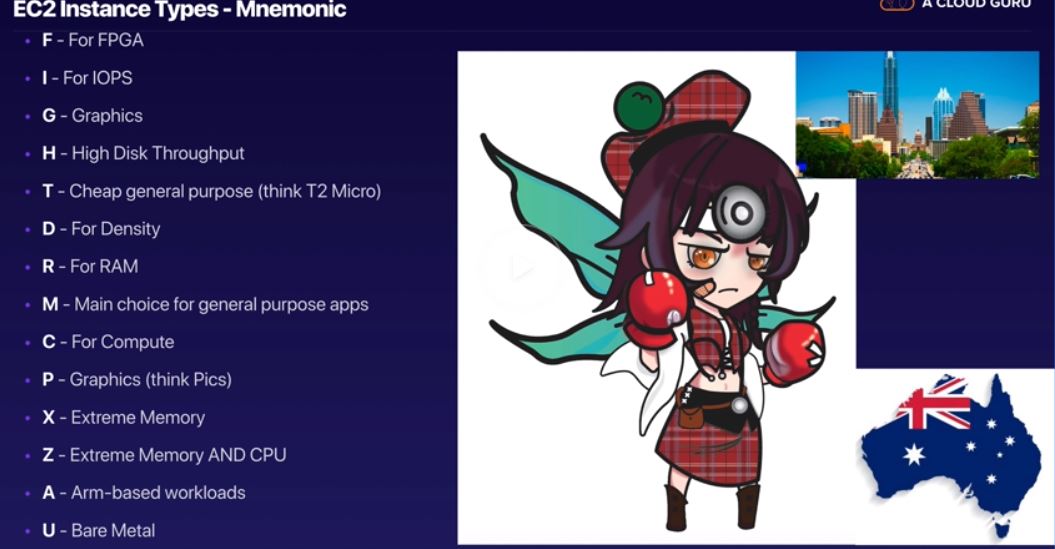 EC2 Instance Types - Mnemonic
A CLOUD GURU
F - For FPGA
I - For IOPS
G - Graphics
H - High Disk Throughput
T - Cheap general purpose (think T2 Micro)
D - For Density
R - For RAM
M - Main choice for general purpose apps
C - For Compute
P - Graphics (think Pics)
X - Extreme Memory
Z - Extreme Memory AND CPU
A - Arm-based workloads
U - Bare Metal